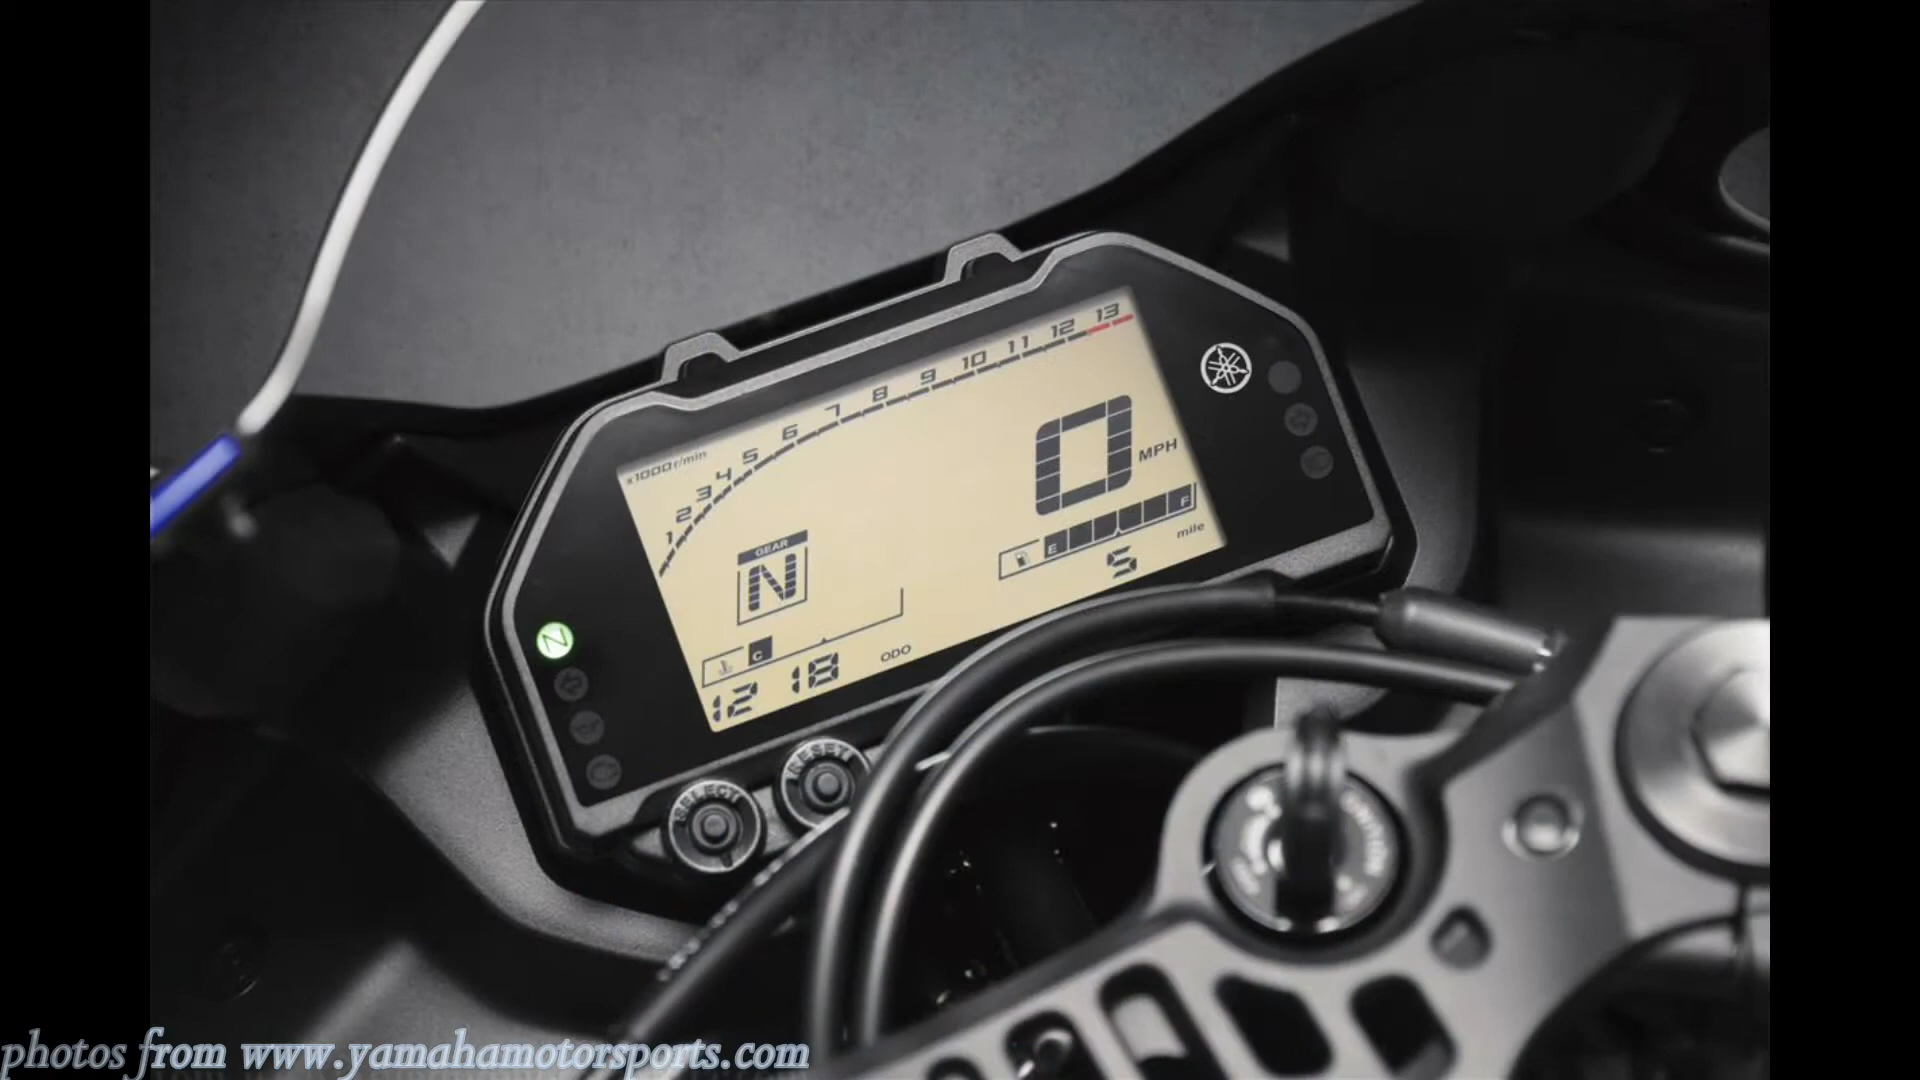 x1000r/min
1 2 3 4 5 6 7 8 9 10 11 12 13
0 MPH
GEAR
N
E F
mile
5
C
ODO
12 18
N
SELECT
RESET
photos from www.yamahamotorsports.com